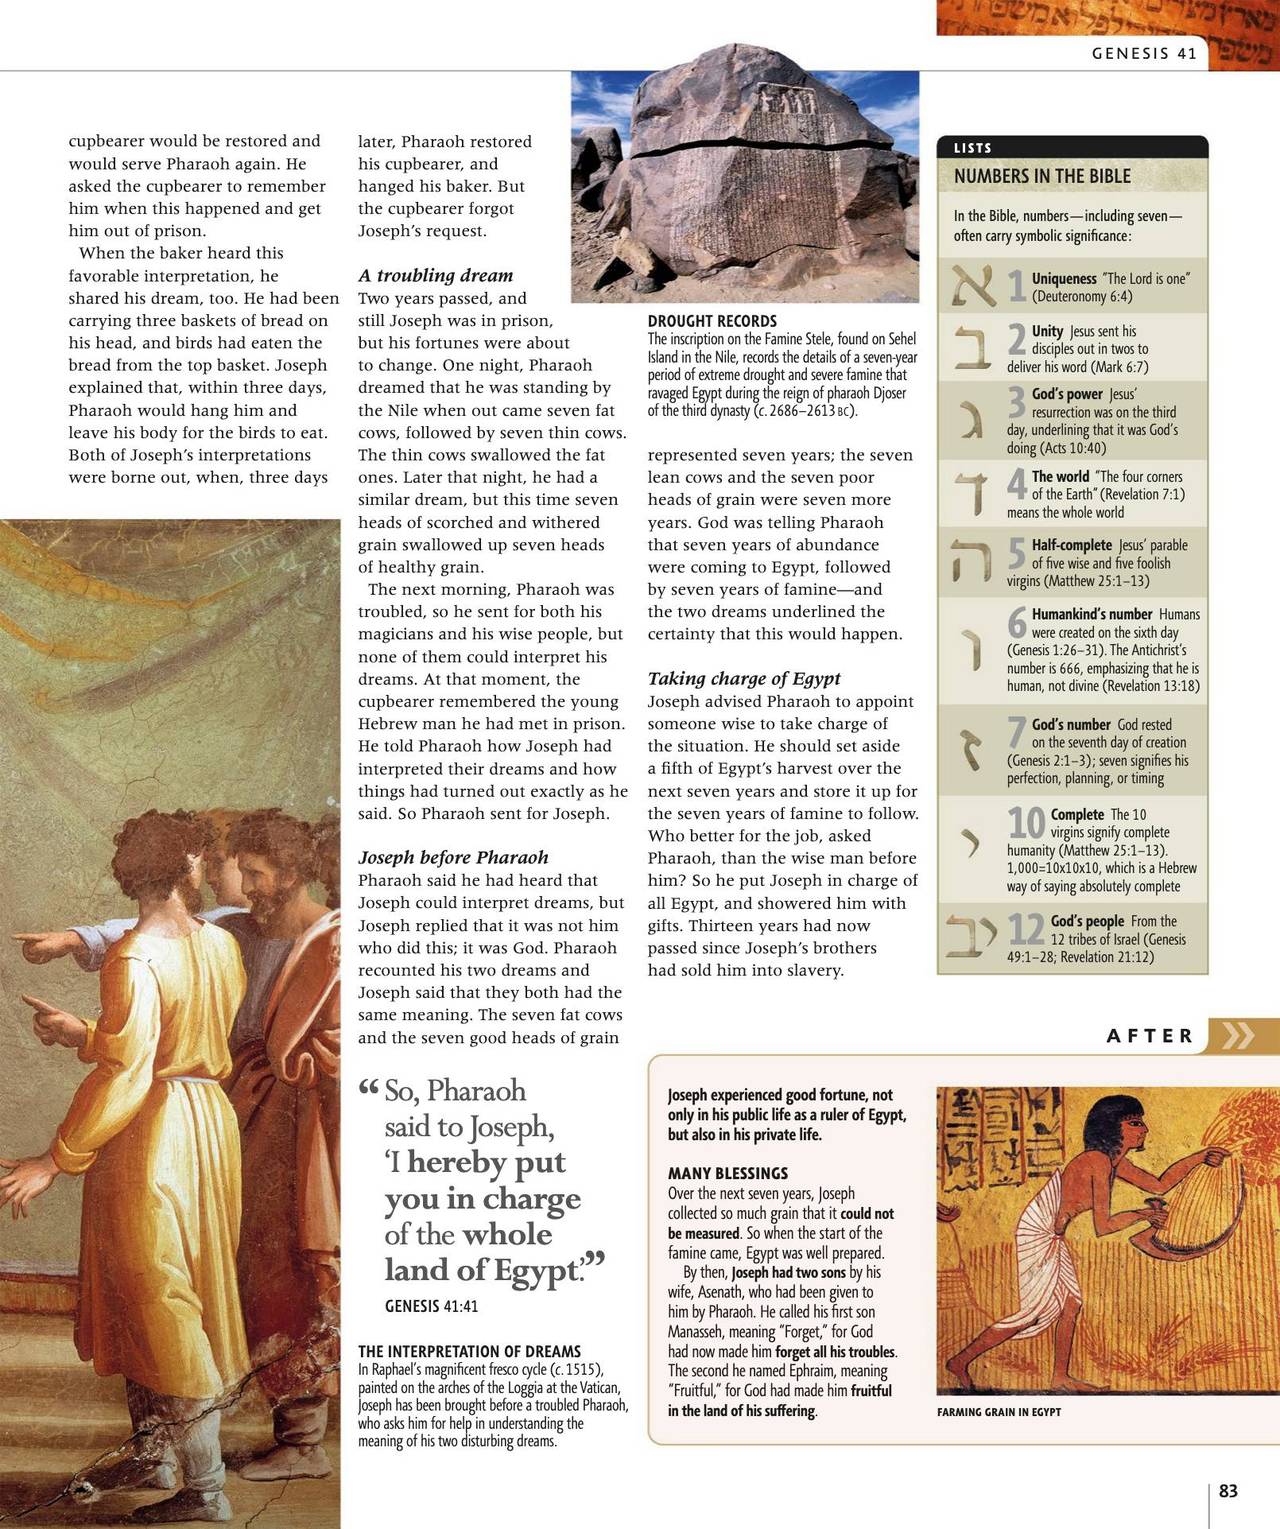 GENESIS 41
cupbearer would be restored and
would serve Pharaoh again. He
asked the cupbearer to remember
him when this happened and get
him out of prison.
When the baker heard this
favorable interpretation, he
shared his dream, too. He had been
carrying three baskets of bread on
his head, and birds had eaten the
bread from the top basket. Joseph
explained that, within three days,
Pharaoh would hang him and
leave his body for the birds to eat.
Both of Joseph's interpretations
were borne out, when, three days
later, Pharaoh restored
his cupbearer, and
hanged his baker. But
the cupbearer forgot
Joseph's request.
A troubling dream
Two years passed, and
still Joseph was in prison,
but his fortunes were about
to change. One night, Pharaoh
dreamed that he was standing by
the Nile when out came seven fat
cows, followed by seven thin cows.
The thin cows swallowed the fat
ones. Later that night, he had a
similar dream, but this time seven
heads of scorched and withered
grain swallowed up seven heads
of healthy grain.
The next morning, Pharaoh was
troubled, so he sent for both his
magicians and his wise people, but
none of them could interpret his
dreams. At that moment, the
cupbearer remembered the young
Hebrew man he had met in prison.
He told Pharaoh how Joseph had
interpreted their dreams and how
things had turned out exactly as he
said. So Pharaoh sent for Joseph.
Joseph before Pharaoh
Pharaoh said he had heard that
Joseph could interpret dreams, but
Joseph replied that it was not him
who did this; it was God. Pharaoh
recounted his two dreams and
Joseph said that they both had the
same meaning. The seven fat cows
and the seven good heads of grain
"So, Pharaoh
said to Joseph,
'I hereby put
you in charge
of the whole
land of Egypt.'"
GENESIS 41:41
THE INTERPRETATION OF DREAMS
In Raphael's magnificent fresco cycle (c. 1515),
painted on the arches of the Loggia at the Vatican,
Joseph has been brought before a troubled Pharaoh,
who asks him for help in understanding the
meaning of his two disturbing dreams.
DROUGHT RECORDS
The inscription on the Famine Stele, found on Sehel
Island in the Nile, records the details of a seven-year
period of extreme drought and severe famine that
ravaged Egypt during the reign of pharaoh Djoser
of the third dynasty (c. 2686–2613 BC).
represented seven years; the seven
lean cows and the seven poor
heads of grain were seven more
years. God was telling Pharaoh
that seven years of abundance
were coming to Egypt, followed
by seven years of famine—and
the two dreams underlined the
certainty that this would happen.
Taking charge of Egypt
Joseph advised Pharaoh to appoint
someone wise to take charge of
the situation. He should set aside
a fifth of Egypt's harvest over the
next seven years and store it up for
the seven years of famine to follow.
Who better for the job, asked
Pharaoh, than the wise man before
him? So he put Joseph in charge of
all Egypt, and showered him with
gifts. Thirteen years had now
passed since Joseph's brothers
had sold him into slavery.
LISTS
NUMBERS IN THE BIBLE
In the Bible, numbers—including seven—
often carry symbolic significance:
א 1 Uniqueness "The Lord is one"
(Deuteronomy 6:4)
ב 2 Unity Jesus sent his
disciples out in twos to
deliver his word (Mark 6:7)
ג 3 God's power Jesus'
resurrection was on the third
day, underlining that it was God's
doing (Acts 10:40)
ד 4 The world "The four corners
of the Earth" (Revelation 7:1)
means the whole world
ה 5 Half-complete Jesus' parable
of five wise and five foolish
virgins (Matthew 25:1–13)
ו 6 Humankind's number Humans
were created on the sixth day
(Genesis 1:26–31). The Antichrist's
number is 666, emphasizing that he is
human, not divine (Revelation 13:18)
ז 7 God's number God rested
on the seventh day of creation
(Genesis 2:1–3); seven signifies his
perfection, planning, or timing
י 10 Complete The 10
virgins signify complete
humanity (Matthew 25:1–13).
1,000=10x10x10, which is a Hebrew
way of saying absolutely complete
יב 12 God's people From the
12 tribes of Israel (Genesis
49:1–28; Revelation 21:12)
AFTER
Joseph experienced good fortune, not
only in his public life as a ruler of Egypt,
but also in his private life.
MANY BLESSINGS
Over the next seven years, Joseph
collected so much grain that it could not
be measured. So when the start of the
famine came, Egypt was well prepared.
By then, Joseph had two sons by his
wife, Asenath, who had been given to
him by Pharaoh. He called his first son
Manasseh, meaning "Forget," for God
had now made him forget all his troubles.
The second he named Ephraim, meaning
"Fruitful," for God had made him fruitful
in the land of his suffering.
FARMING GRAIN IN EGYPT
83